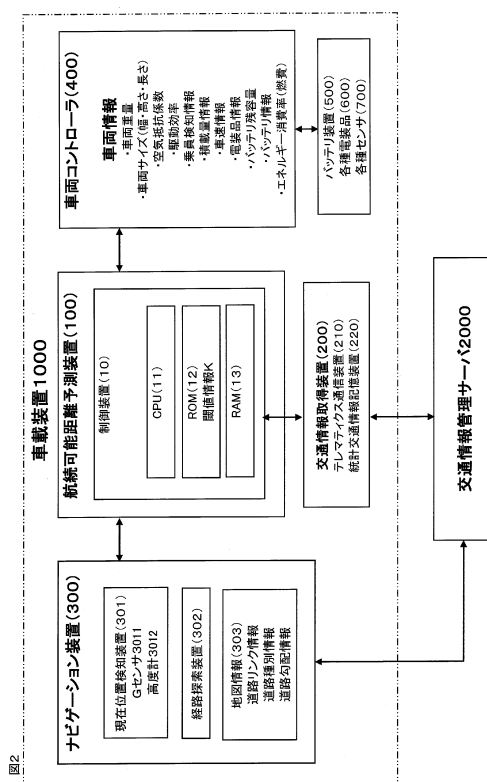 図2
車載装置1000
ナビゲーション装置(300)
現在位置検知装置(301)
Gセンサ3011
高度計3012
経路探索装置(302)
地図情報(303)
道路リンク情報
道路種別情報
道路勾配情報
航続可能距離予測装置(100)
制御装置(10)
CPU(11)
ROM(12)
閾値情報K
RAM(13)
交通情報取得装置(200)
テレマティクス通信装置(210)
統計交通情報記憶装置(220)
車両コントローラ(400)
車両情報
・車両重量
・車両サイズ(幅・高さ・長さ)
・空気抵抗係数
・駆動効率
・乗員検知情報
・積載量情報
・車速情報
・電装品情報
・バッテリ残容量
・バッテリ情報
・エネルギー消費率(燃費)
バッテリ装置(500)
各種電装品(600)
各種センサ(700)
交通情報管理サーバ2000